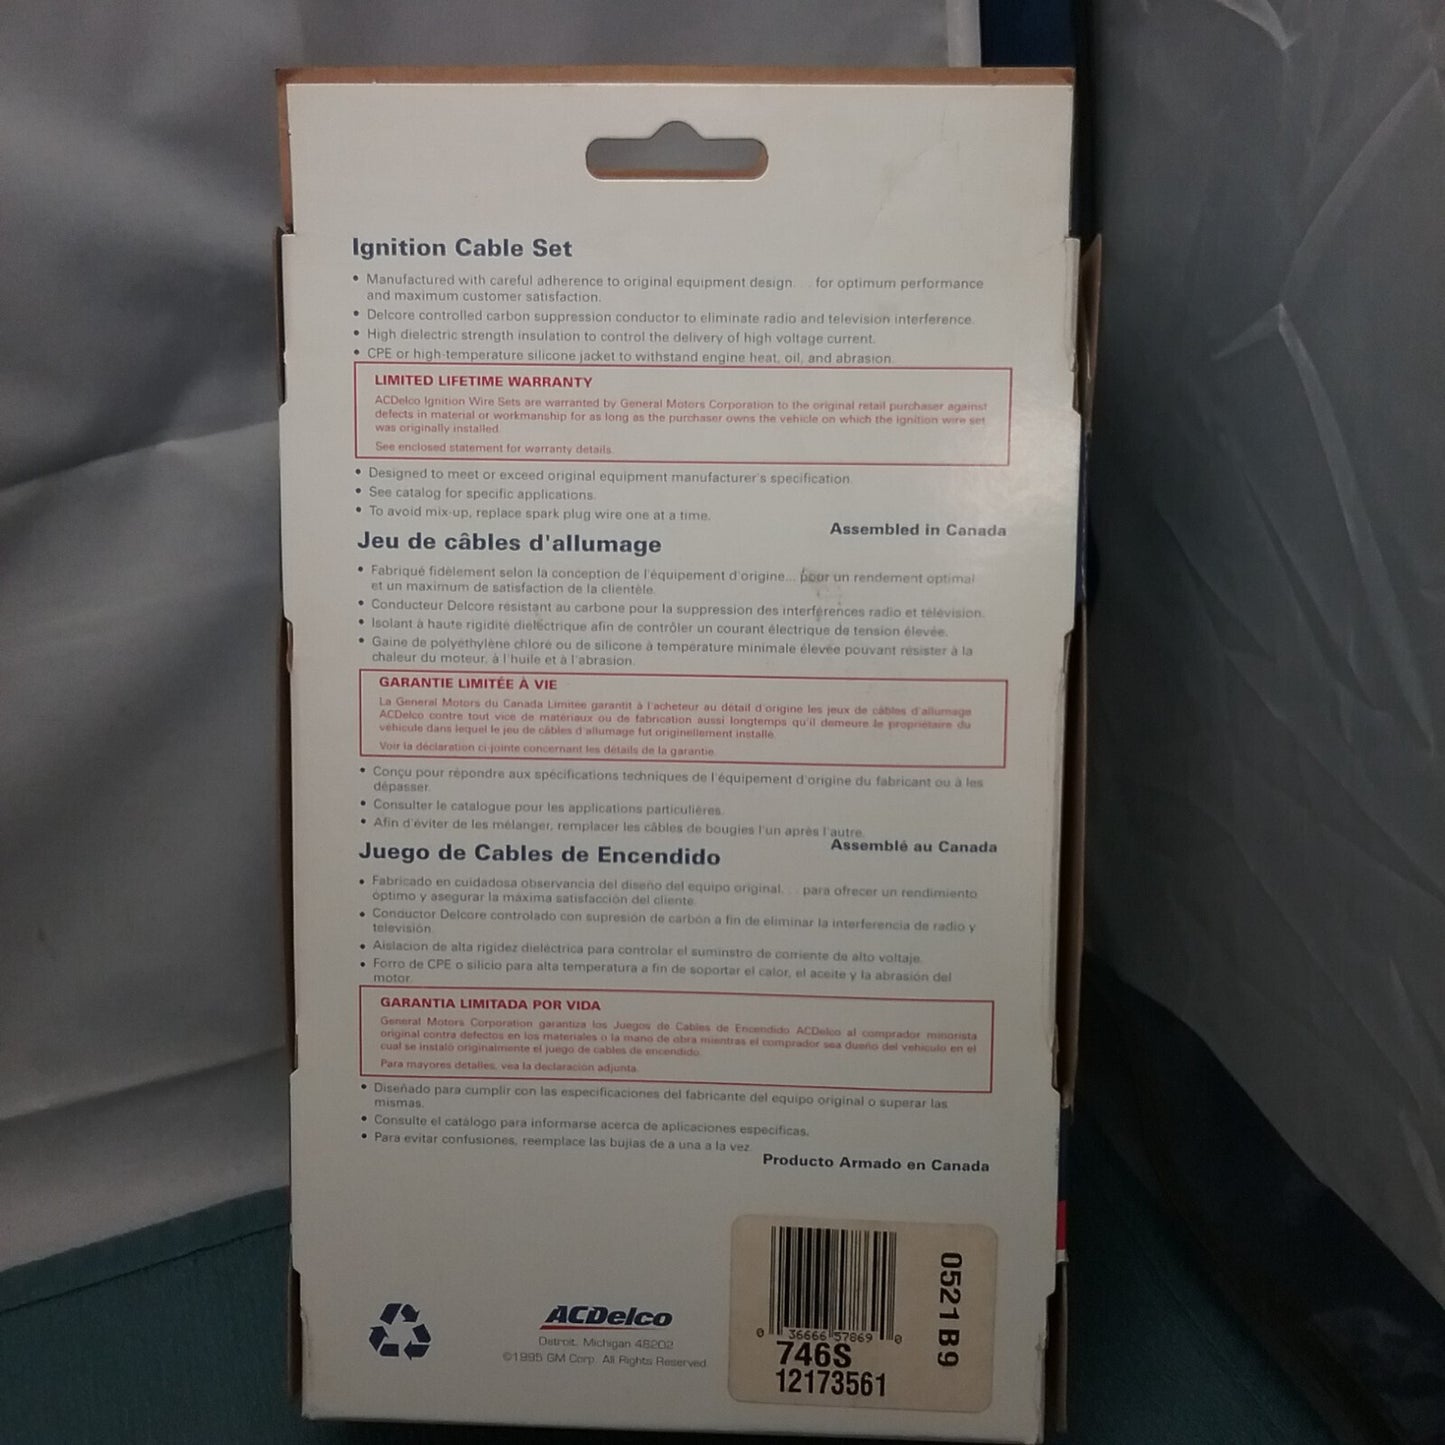 Ignition Cable Set
• Manufactured with careful adherence to original equipment design. . . for optimum performance
and maximum customer satisfaction.
• Delcore controlled carbon suppression conductor to eliminate radio and television interference.
• High dielectric strength insulation to control the delivery of high voltage current.
• CPE or high-temperature silicone jacket to withstand engine heat, oil, and abrasion.
LIMITED LIFETIME WARRANTY
ACDelco Ignition Wire Sets are warranted by General Motors Corporation to the original retail purchaser against
defects in material or workmanship for as long as the purchaser owns the vehicle on which the ignition wire set
was originally installed.
See enclosed statement for warranty details.
• Designed to meet or exceed original equipment manufacturer's specification.
• See catalog for specific applications.
• To avoid mix-up, replace spark plug wire one at a time.
Assembled in Canada
Jeu de câbles d'allumage
• Fabriqué fidèlement selon la conception de l'équipement d'origine... pour un rendement optimal
et un maximum de satisfaction de la clientèle.
• Conducteur Delcore résistant au carbone pour la suppression des interférences radio et télévision.
• Isolant à haute rigidité diélectrique afin de contrôler un courant électrique de tension élevée.
• Gaine de polyéthylène chloré ou de silicone à température minimale élevée pouvant résister à la
chaleur du moteur, à l'huile et à l'abrasion.
GARANTIE LIMITÉE À VIE
La General Motors du Canada Limitée garantit à l'acheteur au détail d'origine les jeux de câbles d'allumage
ACDelco contre tout vice de matériaux ou de fabrication aussi longtemps qu'il demeure le propriétaire du
véhicule dans lequel le jeu de câbles d'allumage fut originellement installé.
Voir la déclaration ci-jointe concernant les détails de la garantie.
• Conçu pour répondre aux spécifications techniques de l'équipement d'origine du fabricant ou à les
dépasser.
• Consulter le catalogue pour les applications particulières.
• Afin d'éviter de les mélanger, remplacer les câbles de bougies l'un après l'autre.
Assemblé au Canada
Juego de Cables de Encendido
• Fabricado en cuidadosa observancia del diseño del equipo original. . . para ofrecer un rendimiento
óptimo y asegurar la máxima satisfacción del cliente.
• Conductor Delcore controlado con supresión de carbón a fin de eliminar la interferencia de radio y
televisión.
• Aislacion de alta rigidez dieléctrica para controlar el suminstro de corriente de alto voltaje.
• Forro de CPE o silicio para alta temperatura a fin de soportar el calor, el aceite y la abrasión del
motor.
GARANTIA LIMITADA POR VIDA
General Motors Corporation garantiza los Juegos de Cables de Encendido ACDelco al comprador minorista
original contra defectos en los materiales o la mano de obra mientras el comprador sea dueño del vehículo en el
cual se instaló originalmente el juego de cables de encendido.
Para mayores detalles, vea la declaración adjunta.
• Diseñado para cumplir con las especificaciones del fabricante del equipo original o superar las
mismas.
• Consulte el catálogo para informarse acerca de aplicaciones específicas.
• Para evitar confusiones, reemplace las bujías de a una a la vez.
Producto Armado en Canada
ACDelco
Detroit, Michigan 48202
©1995 GM Corp. All Rights Reserved
0 36666 57869 0
746S
12173561
0521 B9